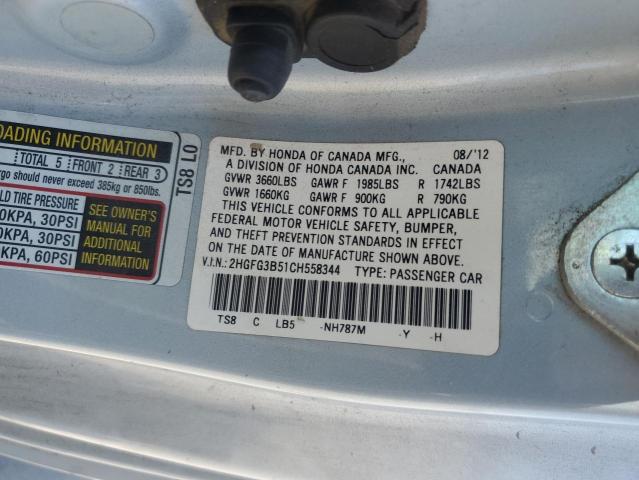 OADING INFORMATION
TOTAL 5 FRONT 2 REAR 3
rgo should never exceed 385kg or 850lbs.
LD TIRE PRESSURE
0KPA, 30PSI
0KPA, 30PSI
KPA, 60PSI
SEE OWNER'S
MANUAL FOR
ADDITIONAL
INFORMATION
TS8 L0
MFD. BY HONDA OF CANADA MFG., 08/'12
A DIVISION OF HONDA CANADA INC. CANADA
GVWR 3660LBS GAWR F 1985LBS R 1742LBS
GVWR 1660KG GAWR F 900KG R 790KG
THIS VEHICLE CONFORMS TO ALL APPLICABLE
FEDERAL MOTOR VEHICLE SAFETY, BUMPER,
AND THEFT PREVENTION STANDARDS IN EFFECT
ON THE DATE OF MANUFACTURE SHOWN ABOVE.
V.I.N.: 2HGFG3B51CH558344 TYPE: PASSENGER CAR
TS8 C LB5 -NH787M -Y -H